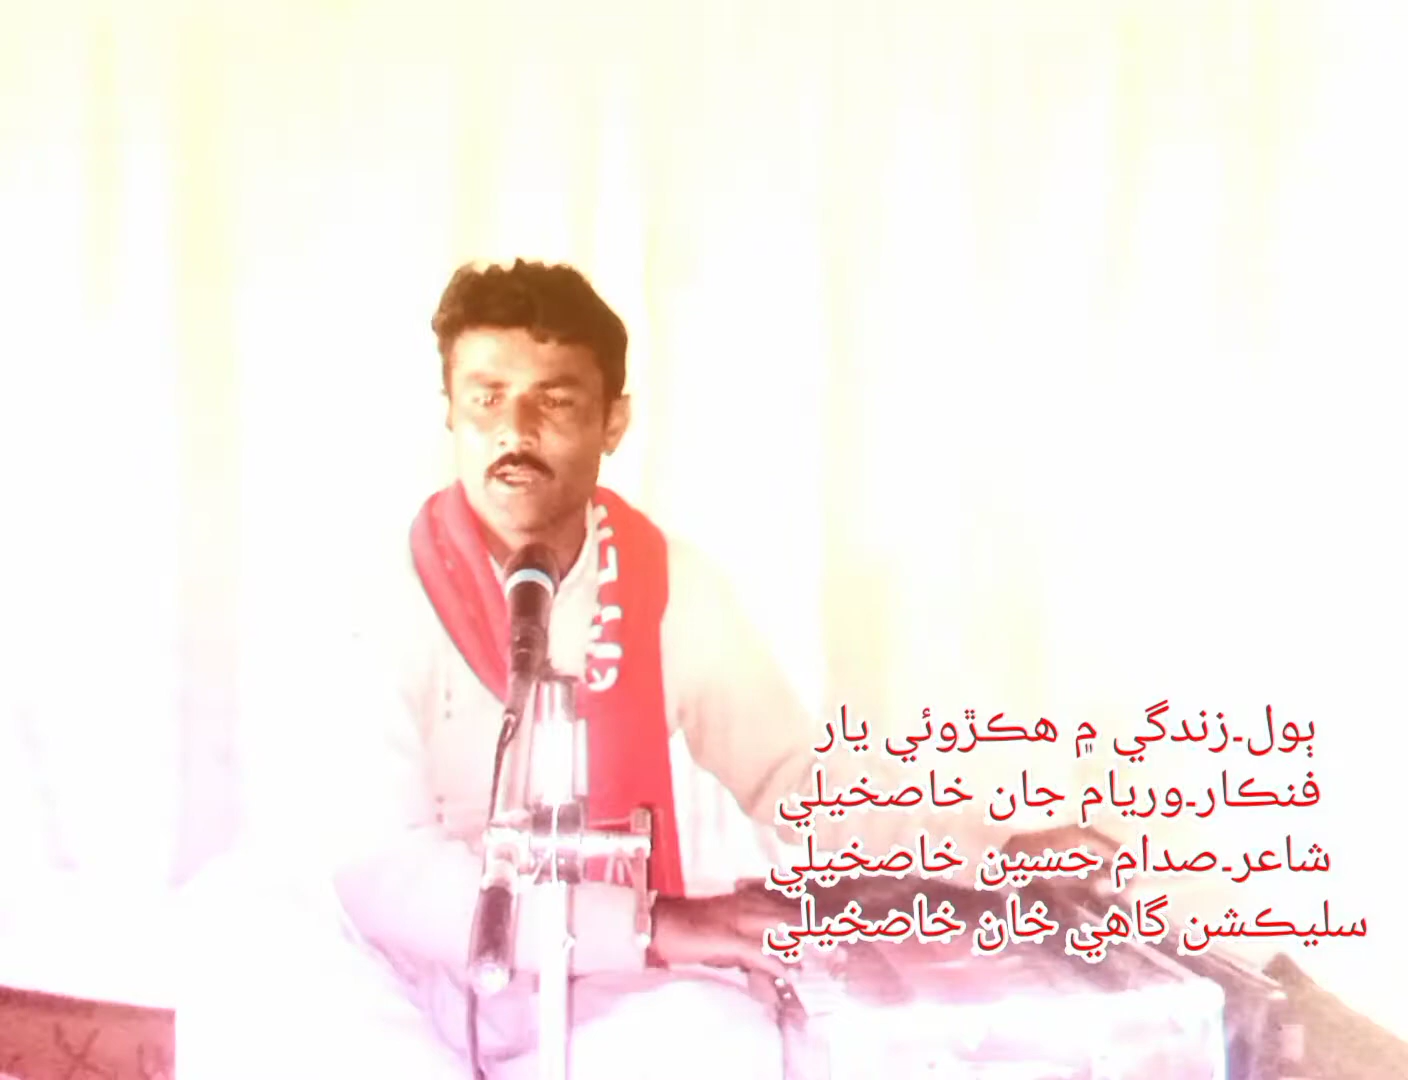 ٻول۔زندگي ۾ هڪڙوئي يار
فنڪار۔وريام جان خاصخيلي
شاعر۔صدام حسين خاصخيلي
سليڪشن گاهي خان خاصخيلي